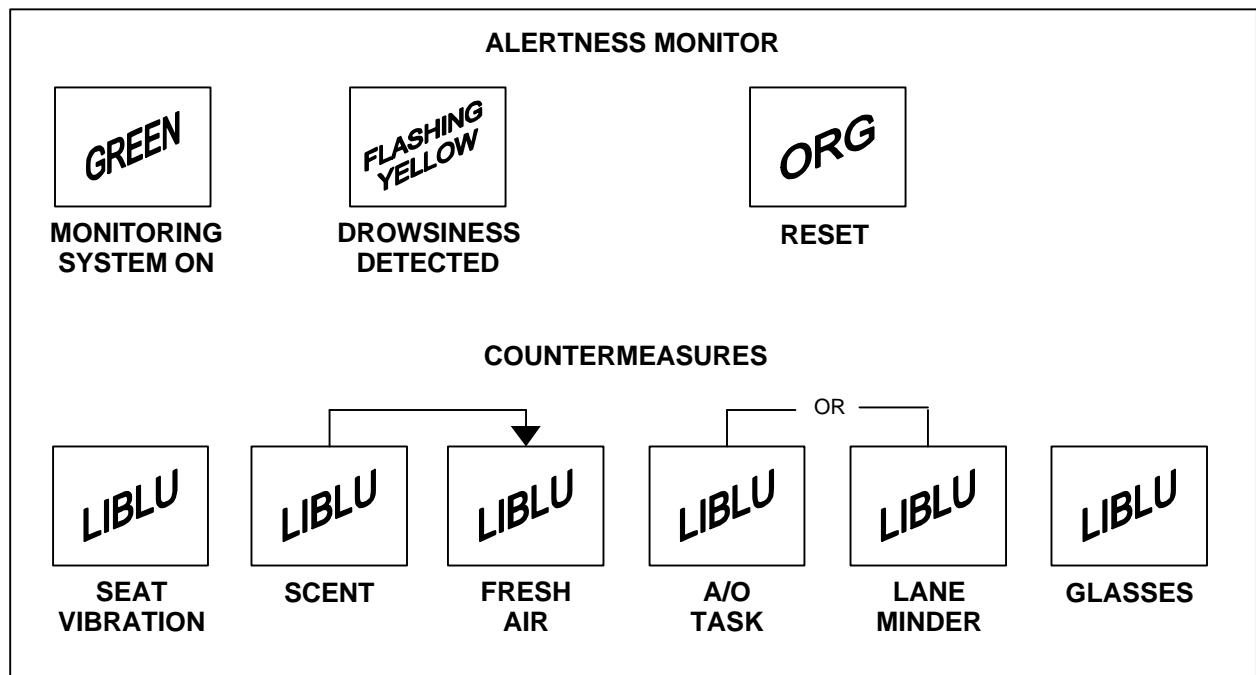 ALERTNESS MONITOR
GREEN
FLASHING
YELLOW
ORG
MONITORING
SYSTEM ON
DROWSINESS
DETECTED
RESET
COUNTERMEASURES
OR
LIBLU
LIBLU
LIBLU
LIBLU
LIBLU
LIBLU
SEAT
VIBRATION
SCENT
FRESH
AIR
A/O
TASK
LANE
MINDER
GLASSES